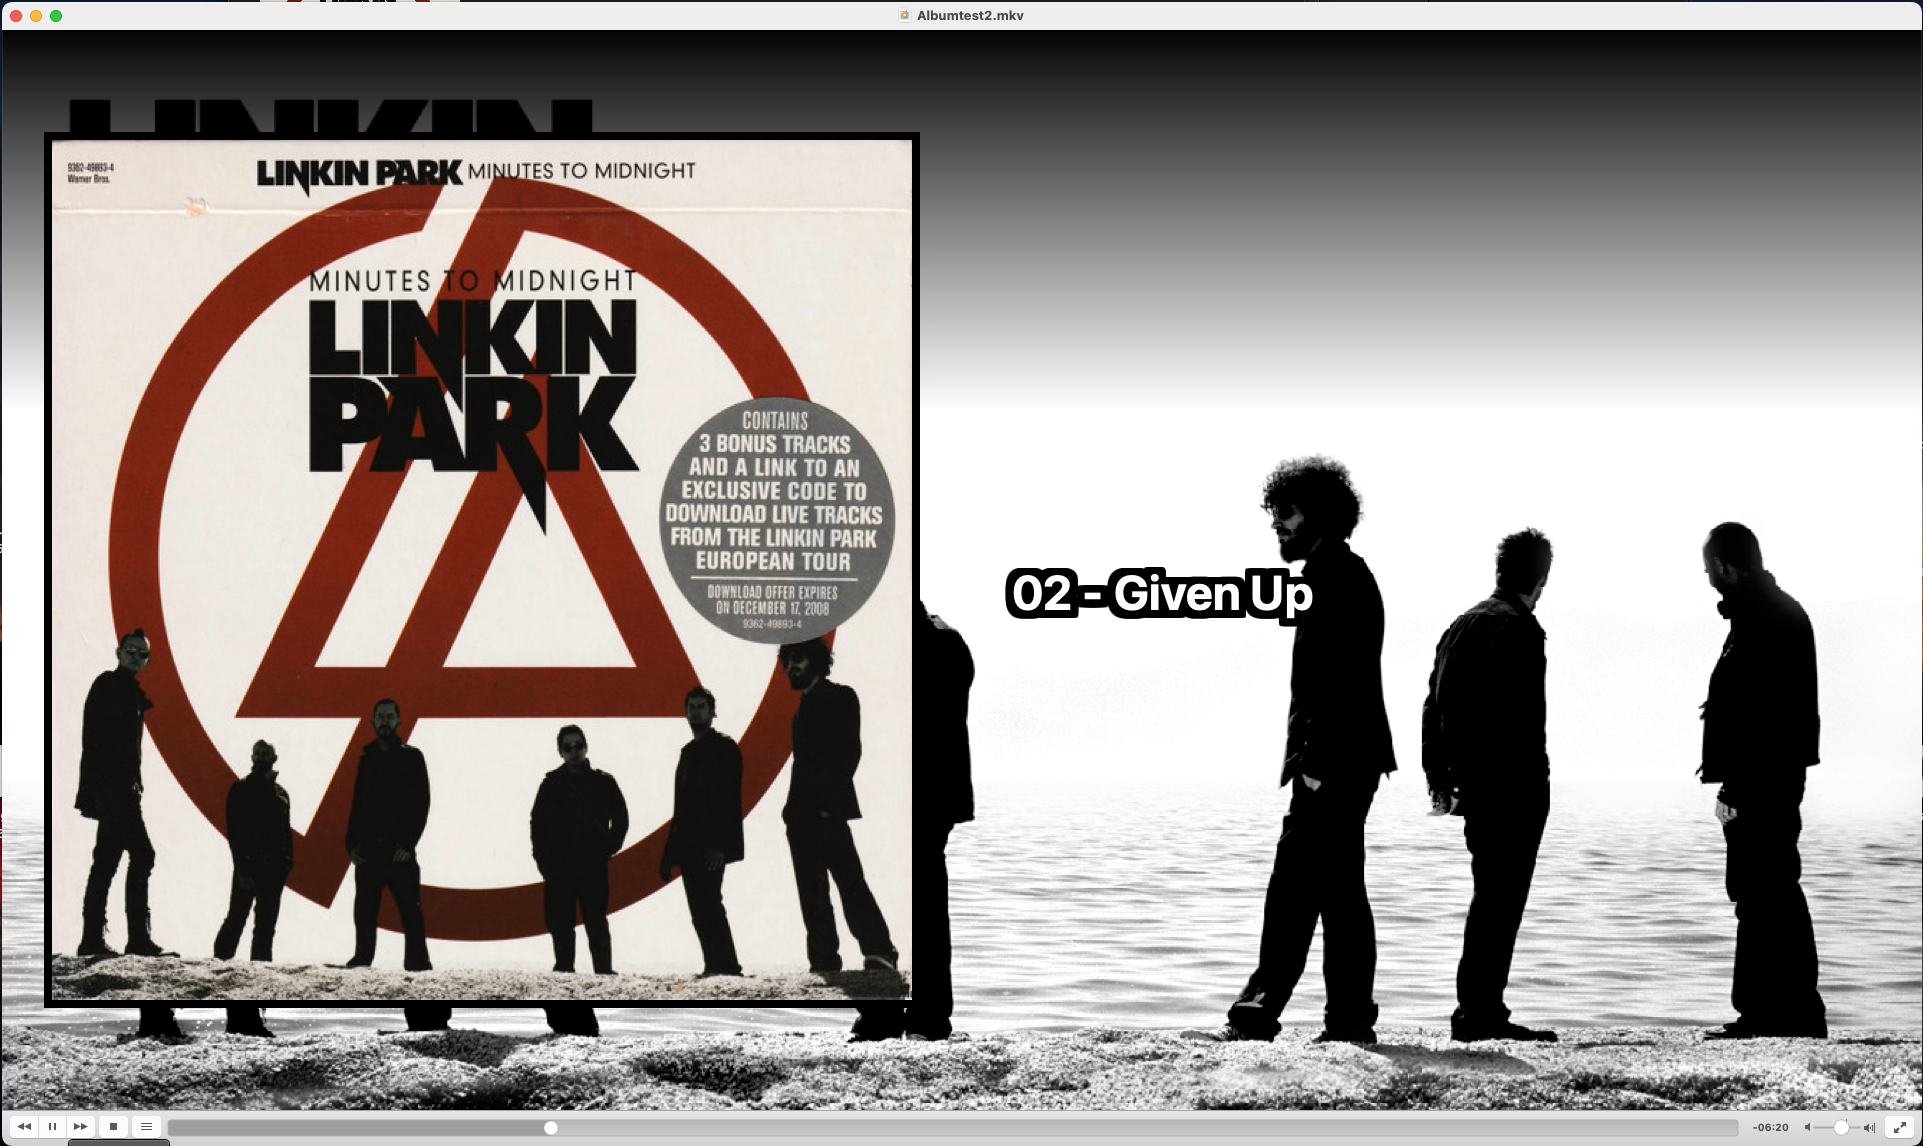 Albumtest2.mkv
LINKIN
9362-49893-4
Warner Bros.
LINKIN PARK MINUTES TO MIDNIGHT
MINUTES TO MIDNIGHT
LINKIN
PARK
CONTAINS
3 BONUS TRACKS
AND A LINK TO AN
EXCLUSIVE CODE TO
DOWNLOAD LIVE TRACKS
FROM THE LINKIN PARK
EUROPEAN TOUR
DOWNLOAD OFFER EXPIRES
ON DECEMBER 17, 2008
9362-49893-4
02 - Given Up
-06:20